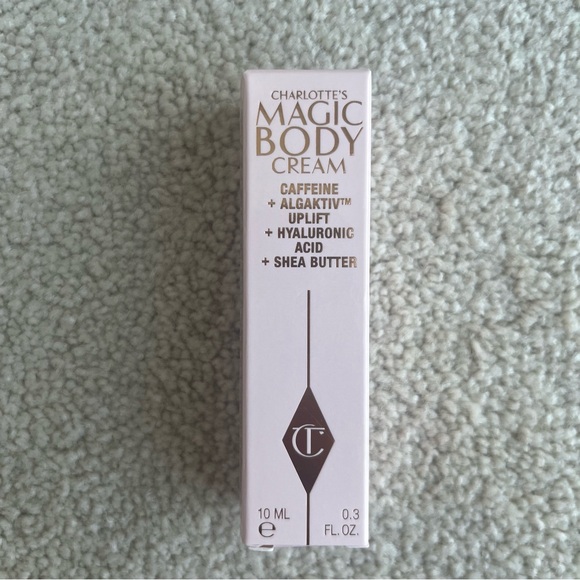 CHARLOTTE'S
MAGIC
BODY
CREAM
CAFFEINE
+ ALGAKTIV™
UPLIFT
+ HYALURONIC
ACID
+ SHEA BUTTER
CT
10 ML 0.3
e FL. OZ.